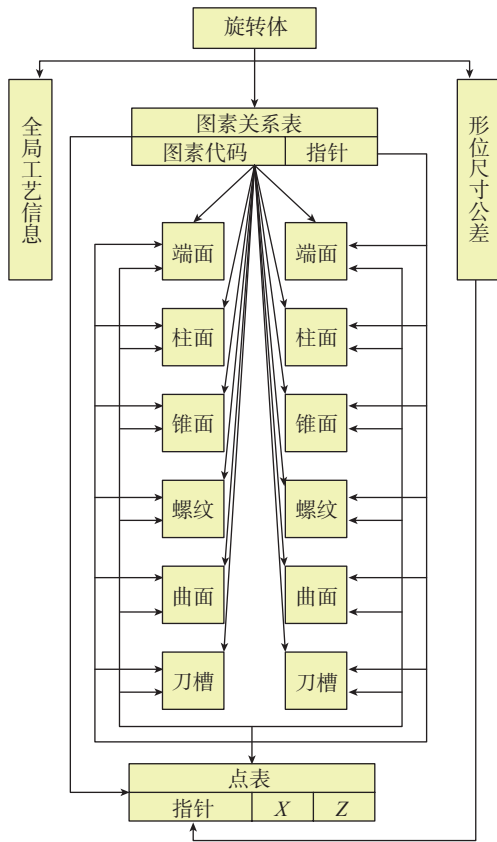 旋转体
全局工艺信息
图素关系表
图素代码 指针
形位尺寸公差
端面 端面
柱面 柱面
锥面 锥面
螺纹 螺纹
曲面 曲面
刀槽 刀槽
点表
指针 X Z